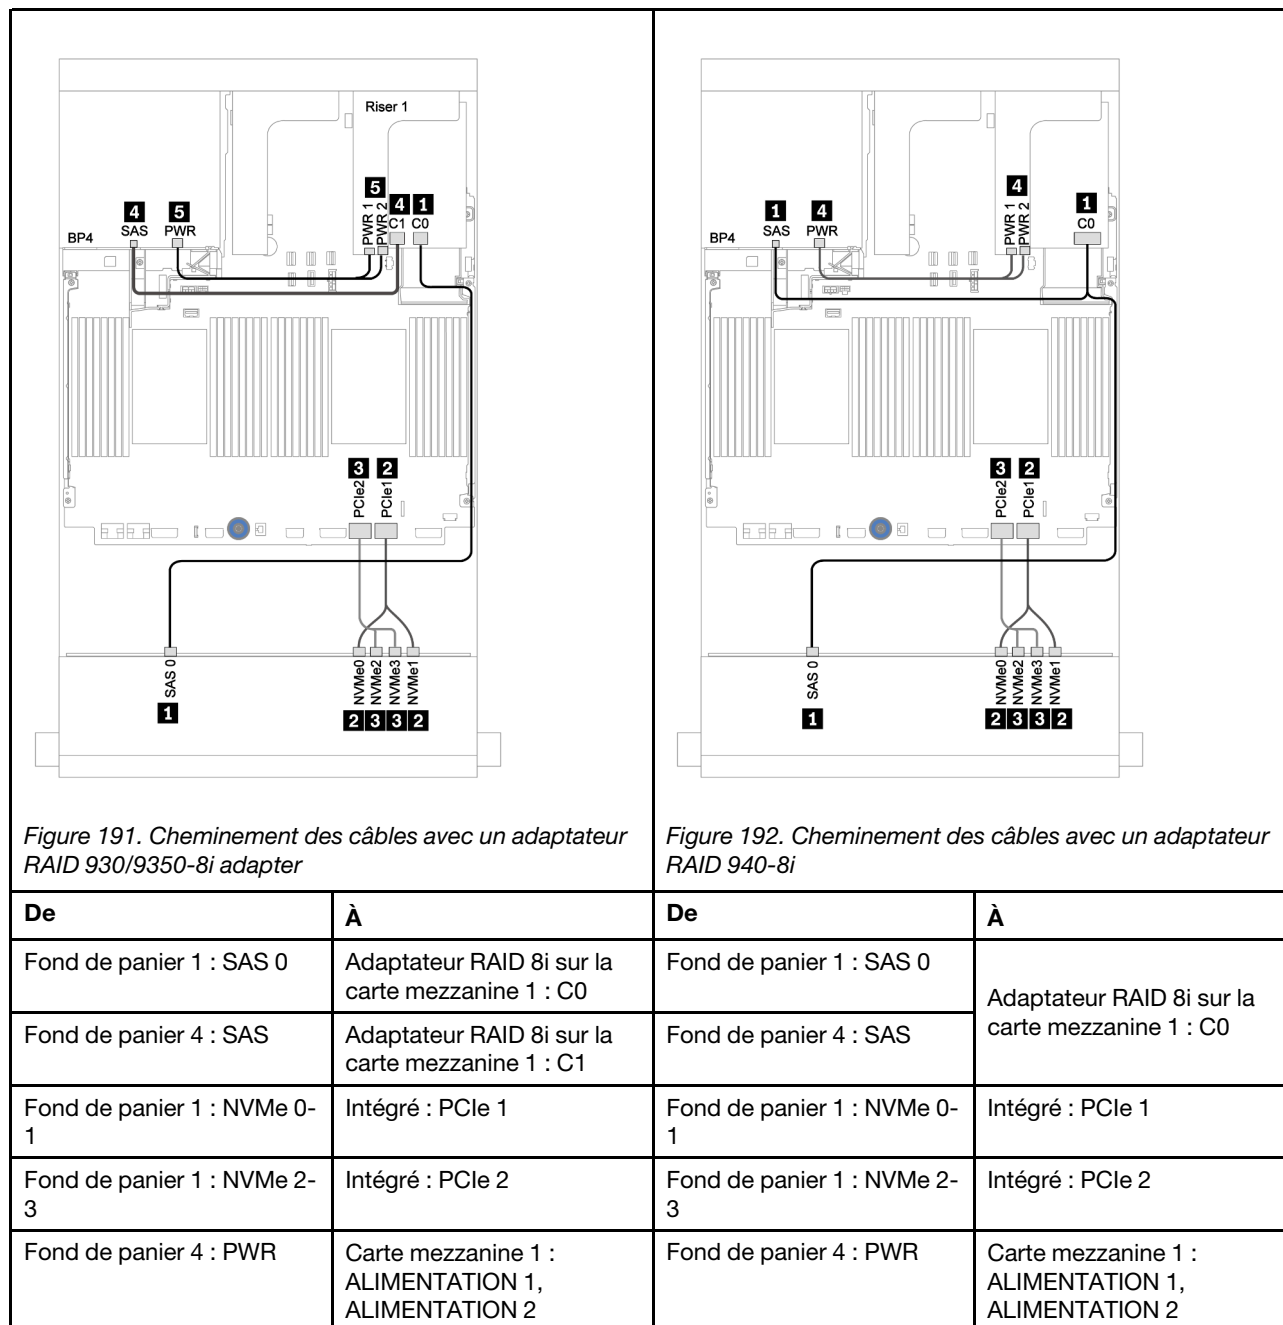 Riser 1
5
4
1
4
5
PWR 1
PWR 2
C1
C0
SAS
PWR
BP4
3
2
PCIe2
PCIe1
SAS 0
NVMe0
NVMe2
NVMe3
NVMe1
1
2
3
3
2
Figure 191. Cheminement des câbles avec un adaptateur
RAID 930/9350-8i adapter
4
1
1
4
PWR 1
PWR 2
C0
SAS
PWR
BP4
3
2
PCIe2
PCIe1
SAS 0
NVMe0
NVMe2
NVMe3
NVMe1
1
2
3
3
2
Figure 192. Cheminement des câbles avec un adaptateur
RAID 940-8i
De
À
De
À
Fond de panier 1 : SAS 0
Adaptateur RAID 8i sur la
carte mezzanine 1 : C0
Fond de panier 1 : SAS 0
Adaptateur RAID 8i sur la
carte mezzanine 1 : C0
Fond de panier 4 : SAS
Adaptateur RAID 8i sur la
carte mezzanine 1 : C1
Fond de panier 4 : SAS
Fond de panier 1 : NVMe 0-
1
Intégré : PCIe 1
Fond de panier 1 : NVMe 0-
1
Intégré : PCIe 1
Fond de panier 1 : NVMe 2-
3
Intégré : PCIe 2
Fond de panier 1 : NVMe 2-
3
Intégré : PCIe 2
Fond de panier 4 : PWR
Carte mezzanine 1 :
ALIMENTATION 1,
ALIMENTATION 2
Fond de panier 4 : PWR
Carte mezzanine 1 :
ALIMENTATION 1,
ALIMENTATION 2